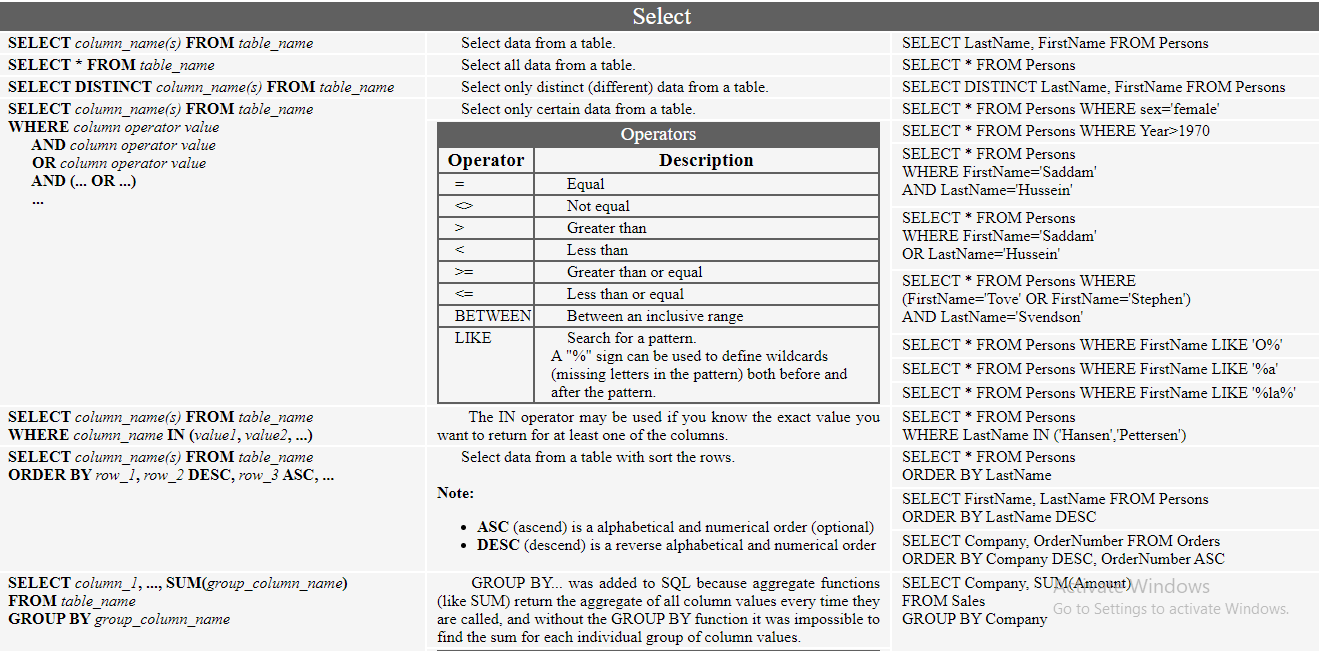 Select
SELECT column_name(s) FROM table_name
Select data from a table.
SELECT LastName, FirstName FROM Persons
SELECT * FROM table_name
Select all data from a table.
SELECT * FROM Persons
SELECT DISTINCT column_name(s) FROM table_name
Select only distinct (different) data from a table.
SELECT DISTINCT LastName, FirstName FROM Persons
SELECT column_name(s) FROM table_name
WHERE column operator value
AND column operator value
OR column operator value
AND (... OR ...)
...
Select only certain data from a table.
Operators
Operator Description
= Equal
<> Not equal
> Greater than
< Less than
>= Greater than or equal
<= Less than or equal
BETWEEN Between an inclusive range
LIKE Search for a pattern.
A "%" sign can be used to define wildcards
(missing letters in the pattern) both before and
after the pattern.
SELECT * FROM Persons WHERE sex='female'
SELECT * FROM Persons WHERE Year>1970
SELECT * FROM Persons
WHERE FirstName='Saddam'
AND LastName='Hussein'
SELECT * FROM Persons
WHERE FirstName='Saddam'
OR LastName='Hussein'
SELECT * FROM Persons WHERE
(FirstName='Tove' OR FirstName='Stephen')
AND LastName='Svendson'
SELECT * FROM Persons WHERE FirstName LIKE 'O%'
SELECT * FROM Persons WHERE FirstName LIKE '%a'
SELECT * FROM Persons WHERE FirstName LIKE '%la%'
SELECT column_name(s) FROM table_name
WHERE column_name IN (value1, value2, ...)
The IN operator may be used if you know the exact value you
want to return for at least one of the columns.
SELECT * FROM Persons
WHERE LastName IN ('Hansen','Pettersen')
SELECT column_name(s) FROM table_name
ORDER BY row_1, row_2 DESC, row_3 ASC, ...
Select data from a table with sort the rows.
Note:
• ASC (ascend) is a alphabetical and numerical order (optional)
• DESC (descend) is a reverse alphabetical and numerical order
SELECT * FROM Persons
ORDER BY LastName
SELECT FirstName, LastName FROM Persons
ORDER BY LastName DESC
SELECT Company, OrderNumber FROM Orders
ORDER BY Company DESC, OrderNumber ASC
SELECT column_1, ..., SUM(group_column_name)
FROM table_name
GROUP BY group_column_name
GROUP BY... was added to SQL because aggregate functions
(like SUM) return the aggregate of all column values every time they
are called, and without the GROUP BY function it was impossible to
find the sum for each individual group of column values.
SELECT Company, SUM(Amount)
FROM Sales
GROUP BY Company
Activate Windows
Go to Settings to activate Windows.